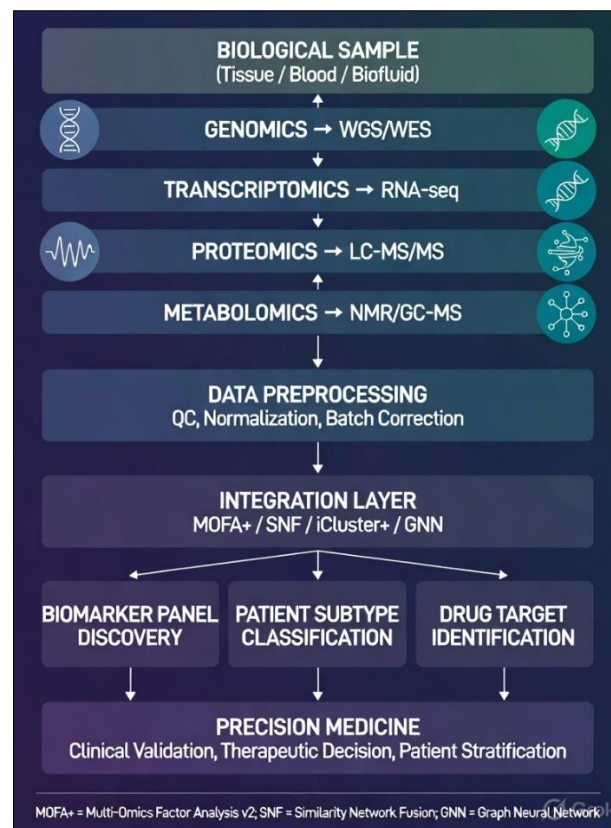 BIOLOGICAL SAMPLE
(Tissue / Blood / Biofluid)
GENOMICS → WGS/WES
TRANSCRIPTOMICS → RNA-seq
PROTEOMICS → LC-MS/MS
METABOLOMICS → NMR/GC-MS
DATA PREPROCESSING
QC, Normalization, Batch Correction
INTEGRATION LAYER
MOFA+ / SNF / iCluster+ / GNN
BIOMARKER PANEL
DISCOVERY
PATIENT SUBTYPE
CLASSIFICATION
DRUG TARGET
IDENTIFICATION
PRECISION MEDICINE
Clinical Validation, Therapeutic Decision, Patient Stratification
MOFA+ = Multi-Omics Factor Analysis v2; SNF = Similarity Network Fusion; GNN = Graph Neural Network